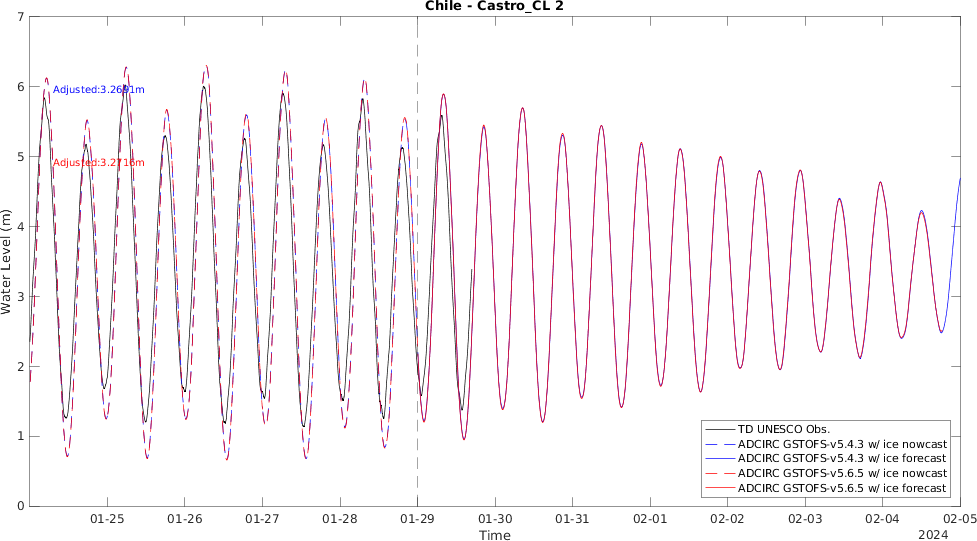 Chile - Castro_CL 2
7
6
5
4
3
2
1
0
Water Level (m)
Adjusted:3.2691m
Adjusted:3.2716m
TD UNESCO Obs.
ADCIRC GSTOFS-v5.4.3 w/ ice nowcast
ADCIRC GSTOFS-v5.4.3 w/ ice forecast
ADCIRC GSTOFS-v5.6.5 w/ ice nowcast
ADCIRC GSTOFS-v5.6.5 w/ ice forecast
01-25 01-26 01-27 01-28 01-29 01-30 01-31 02-01 02-02 02-03 02-04 02-05
Time
2024